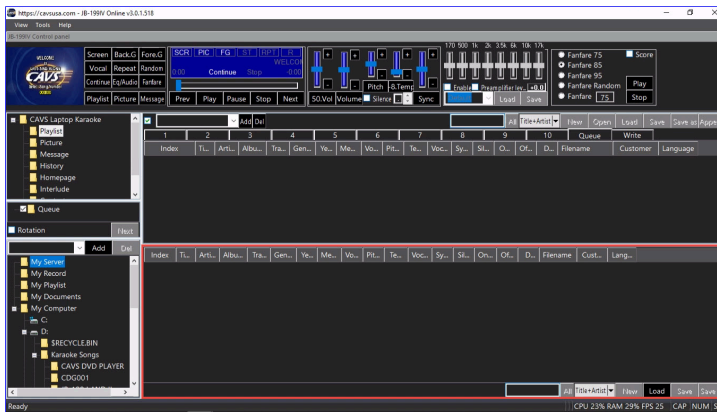 https://cavsusa.com - JB-199IV Online v3.0.1.518
View Tools Help
JB-199IV Control panel
WELCOME
CAVS
Screen Back.G Fore.G
Vocal Repeat Random
Continue Eq/Audio Fanfare
Playlist Picture Message
SCR PIC FG ST RPT R
WELCOM
0:00 Continue Stop -0:00
Prev Play Pause Stop Next
50.Vol Volume Silence Pitch -8.Temp Sync
170 500 1k 2k 3.5k 6k 10k 17k
Enable Preamplifier lev... +0.0
Load Save
Fanfare 75
Fanfare 85
Fanfare 95
Fanfare Random
Fanfare 75
Score
Play
Stop
CAVS Laptop Karaoke
Playlist
Picture
Message
History
Homepage
Interlude
Queue
Rotation Next
Add Del
My Server
My Record
My Playlist
My Documents
My Computer
C:
D:
$RECYCLE.BIN
Karaoke Songs
CAVS DVD PLAYER
CDG001
Add Del All Title+Artist New Open Load Save Save as Appe
1 2 3 4 5 6 7 8 9 10 Queue Write
Index Ti... Arti... Albu... Tra... Gen... Ye... Me... Vo... Pit... Te... Voc... Sy... Sil... O... Of... D... Filename Customer Language
Index Ti... Arti... Albu... Tra... Gen... Ye... Me... Vo... Pit... Te... Voc... Sy... Sil... On... Of... D... Filename Cust... Lang...
All Title+Artist New Load Save Save
Ready
CPU 23% RAM 29% FPS 25 CAP NUM S